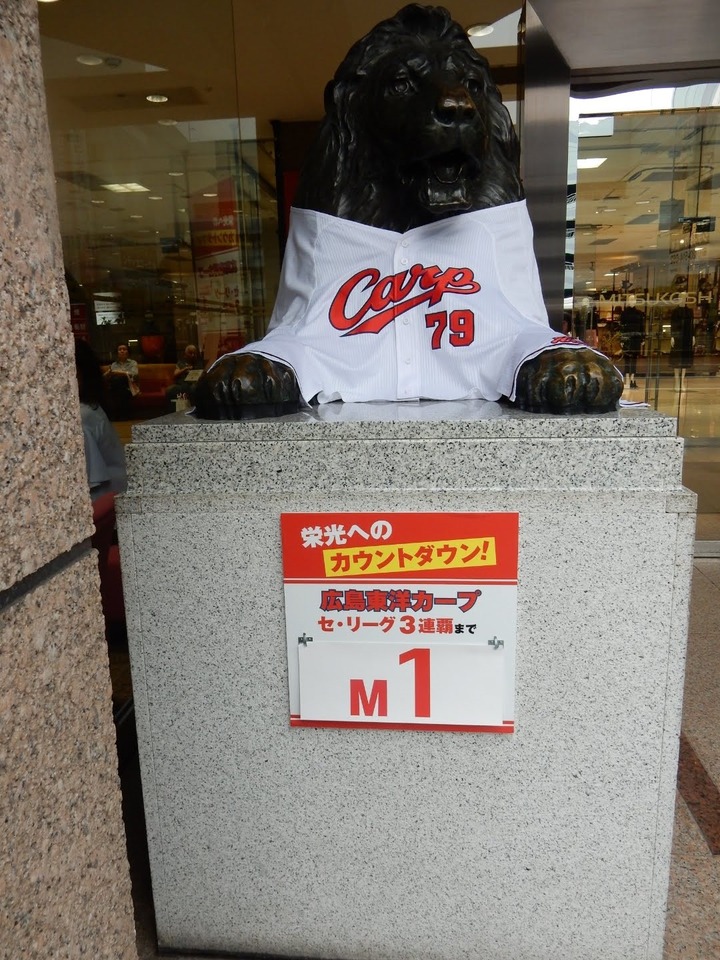 Carp
79
MITSUKOSHI
栄光への
カウントダウン!
広島東洋カープ
セ・リーグ3連覇まで
M1